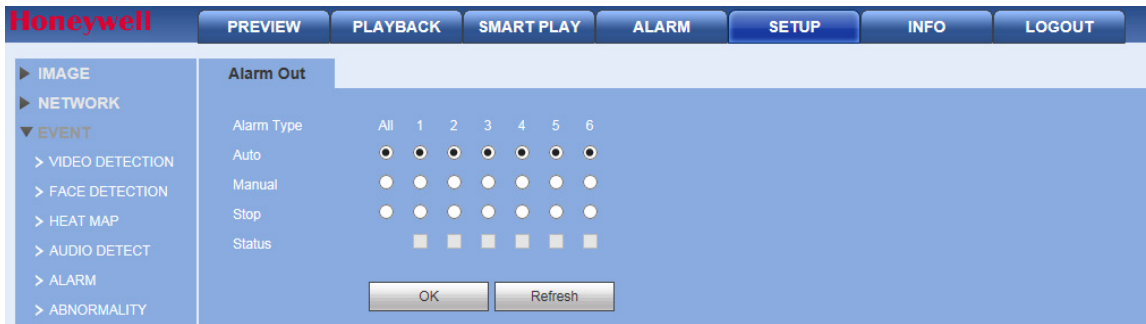 Honeywell
PREVIEW PLAYBACK SMART PLAY ALARM SETUP INFO LOGOUT
IMAGE
NETWORK
EVENT
> VIDEO DETECTION
> FACE DETECTION
> HEAT MAP
> AUDIO DETECT
> ALARM
> ABNORMALITY
Alarm Out
Alarm Type All 1 2 3 4 5 6
Auto
Manual
Stop
Status
OK Refresh